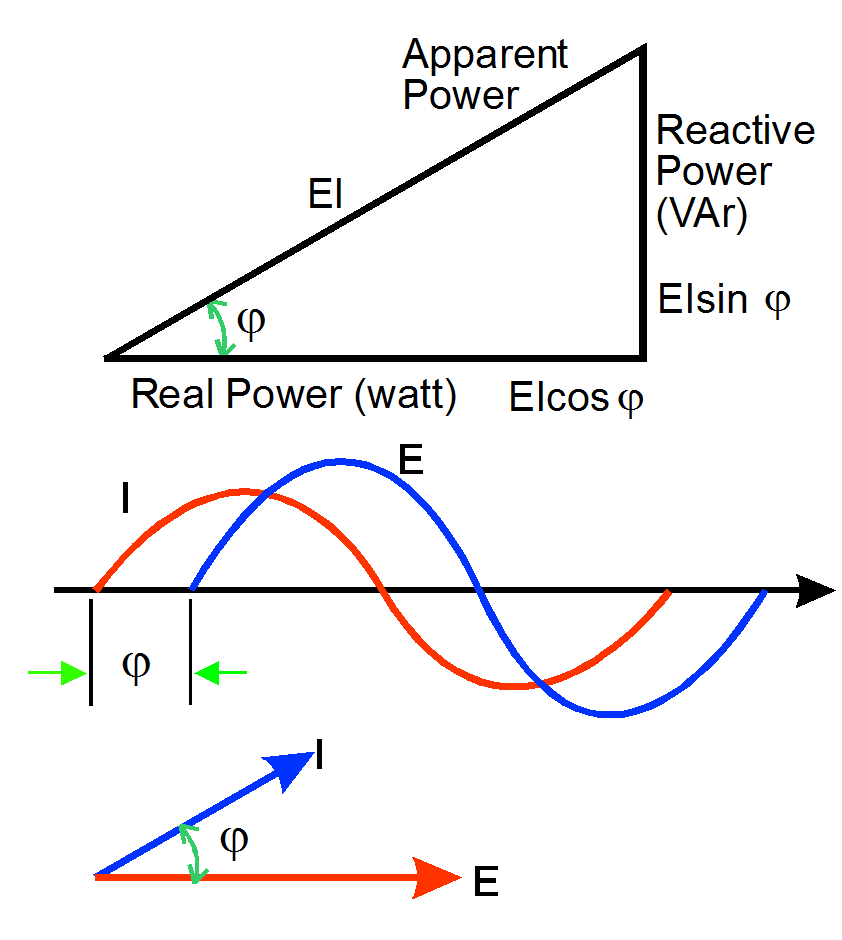 Apparent
Power
Reactive
Power
(VAr)
EI
EIsin φ
φ
Real Power (watt)
EIcos φ
I
E
φ
I
φ
E